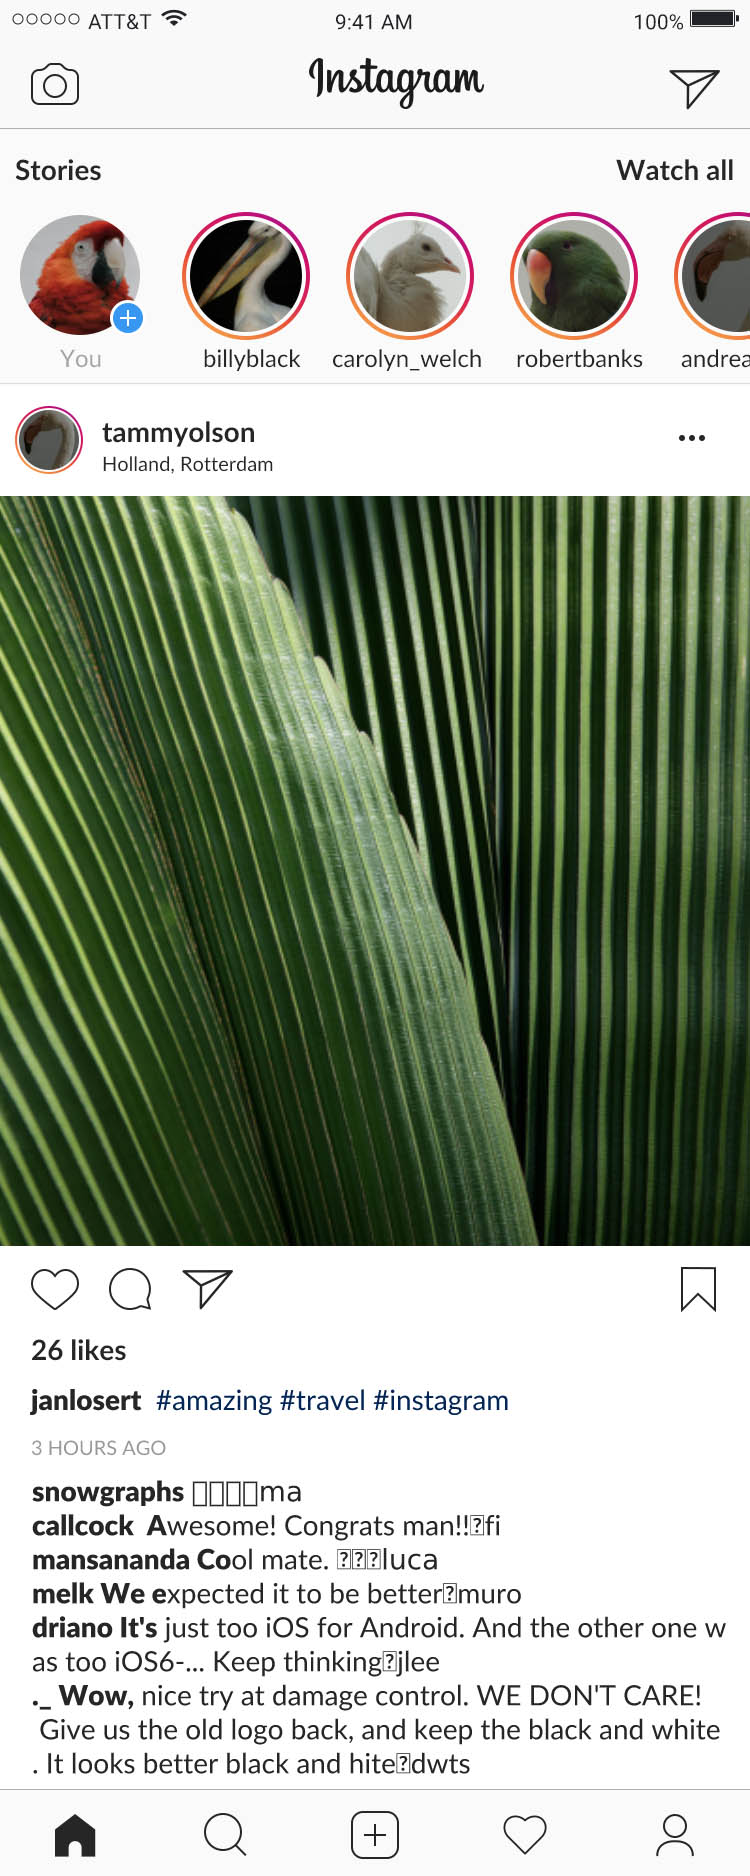 ATT&T 9:41 AM 100%
Instagram
Stories Watch all
You billyblack carolyn_welch robertbanks andrea
tammyolson
Holland, Rotterdam
26 likes
janlosert #amazing #travel #instagram
3 HOURS AGO
snowgraphs ▯▯▯▯ma
callcock Awesome! Congrats man!!⍰fi
mansananda Cool mate. ⍰⍰⍰luca
melk We expected it to be better⍰muro
driano It's just too iOS for Android. And the other one w
as too iOS6-... Keep thinking⍰jlee
._ Wow, nice try at damage control. WE DON'T CARE!
Give us the old logo back, and keep the black and white
. It looks better black and hite⍰dwts